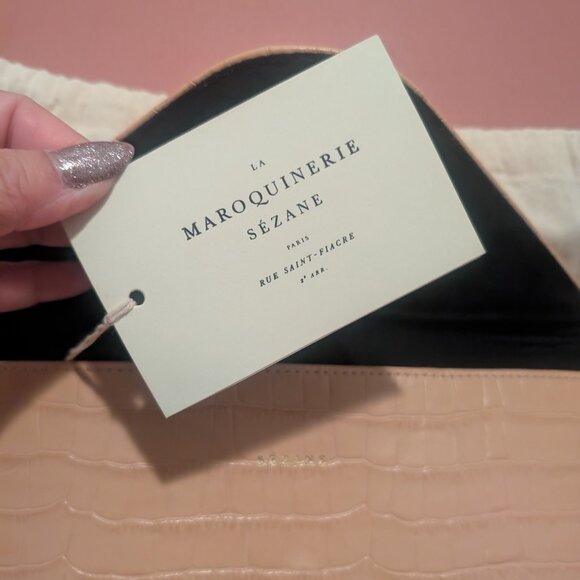 LA
MAROQUINERIE
SÉZANE
PARIS
RUE SAINT-FIACRE
2e ARR.
SÉZANE